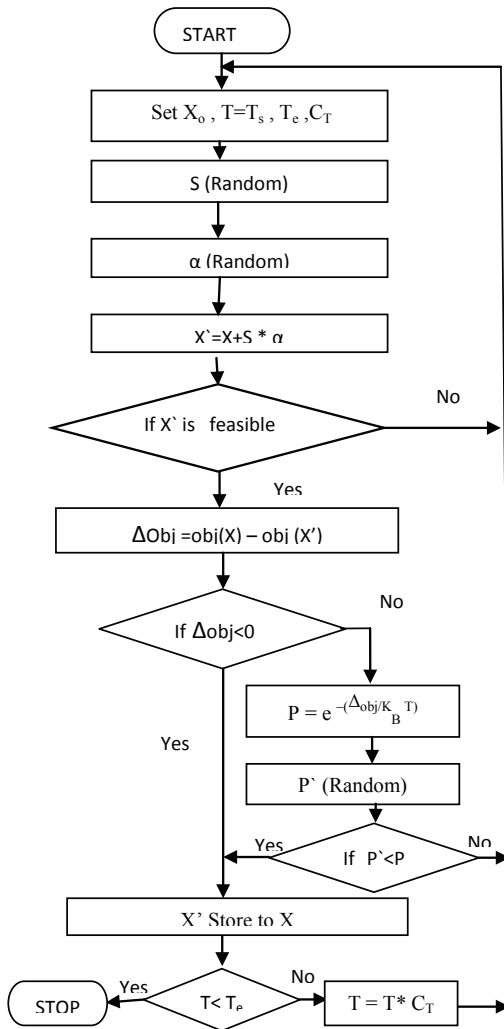 START
Set Xo , T=Ts , Te ,CT
S (Random)
α (Random)
X`=X+S * α
If X` is feasible
No
Yes
ΔObj =obj(X) – obj (X’)
No
If Δobj<0
P = e -(Δobj/KB T)
Yes
P` (Random)
Yes
If P`<P
No
X’ Store to X
Yes
No
STOP
T< Te
T = T* CT